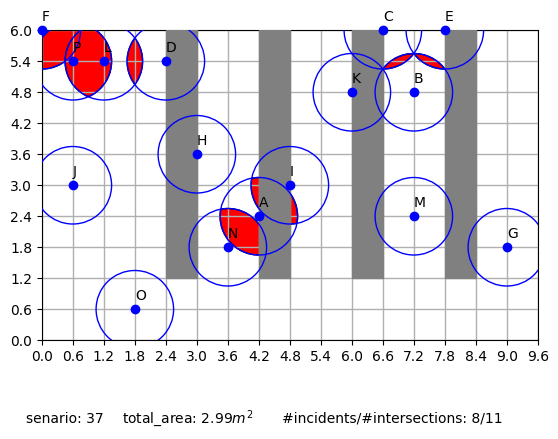 F C E
6.0
P L D
5.4
K B
4.8
4.2
H
3.6
J I
3.0
A M
2.4
N G
1.8
O
1.2
0.6
0.0
0.0 0.6 1.2 1.8 2.4 3.0 3.6 4.2 4.8 5.4 6.0 6.6 7.2 7.8 8.4 9.0 9.6
senario: 37 total_area: 2.99m² #incidents/#intersections: 8/11